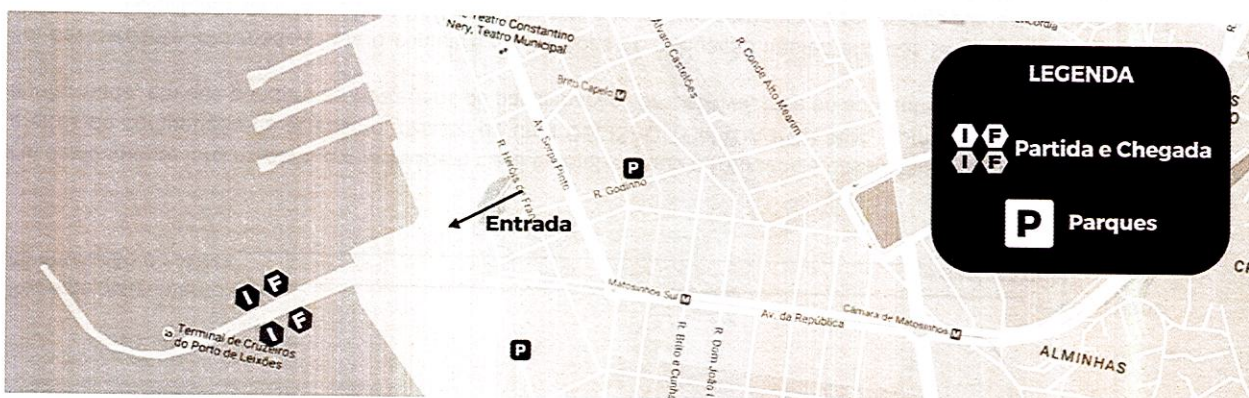 Teatro Constantino
Nery, Teatro Municipal
Brito Capelo M
Alvaro Castelões
R. Conde Alto Mearim
Av. Serpa Pinto
R. Heróis de
P
R. Godinho
Entrada
I F
I F
Terminal de Cruzeiros
do Porto de Leixões
P
Matosinhos Sul M
Av. da República
Câmara de Matosinhos M
R. Brito e Cunha
R. Dom João I
ALMINHAS
LEGENDA
I F
I F
Partida e Chegada
P Parques